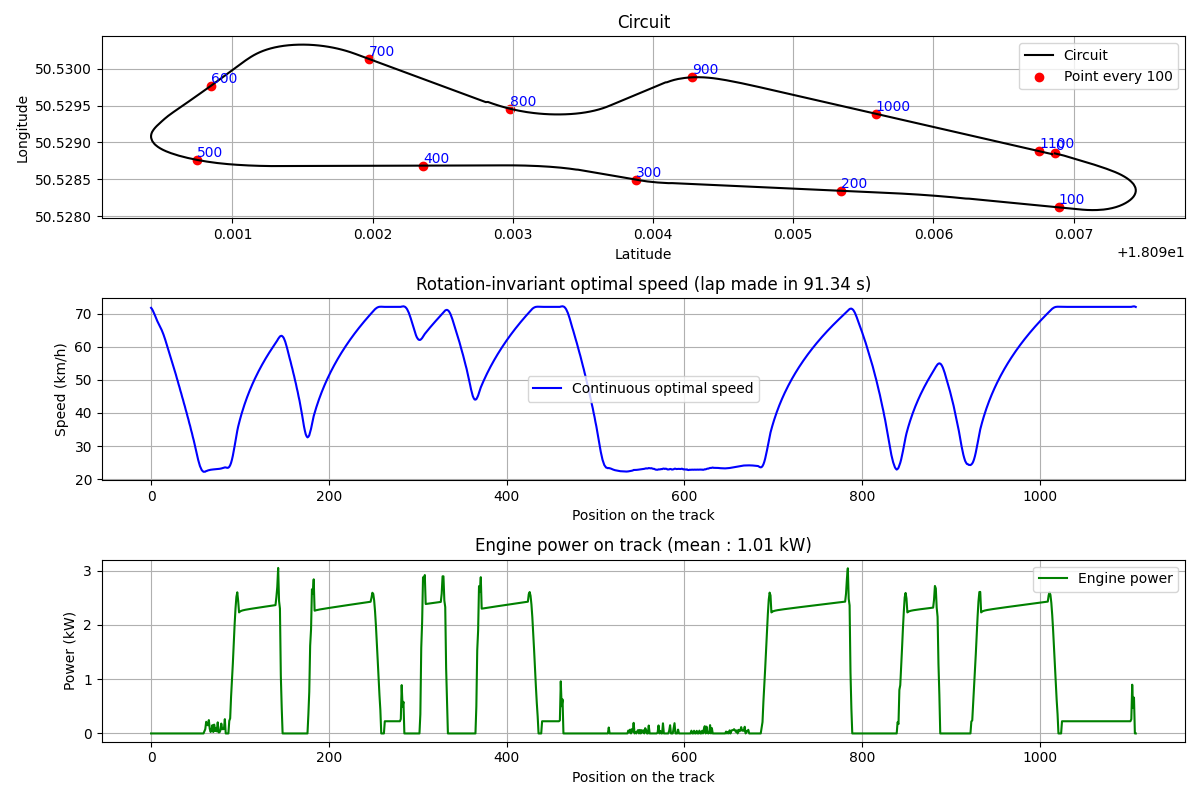 Circuit
Longitude
50.5300
50.5295
50.5290
50.5285
50.5280
700
600
900
800
1000
500
400
300
200
1100
0
100
Circuit
Point every 100
0.001 0.002 0.003 0.004 0.005 0.006 0.007
Latitude
+1.809e1
Rotation-invariant optimal speed (lap made in 91.34 s)
Speed (km/h)
70
60
50
40
30
20
Continuous optimal speed
0 200 400 600 800 1000
Position on the track
Engine power on track (mean : 1.01 kW)
Power (kW)
3
2
1
0
Engine power
0 200 400 600 800 1000
Position on the track